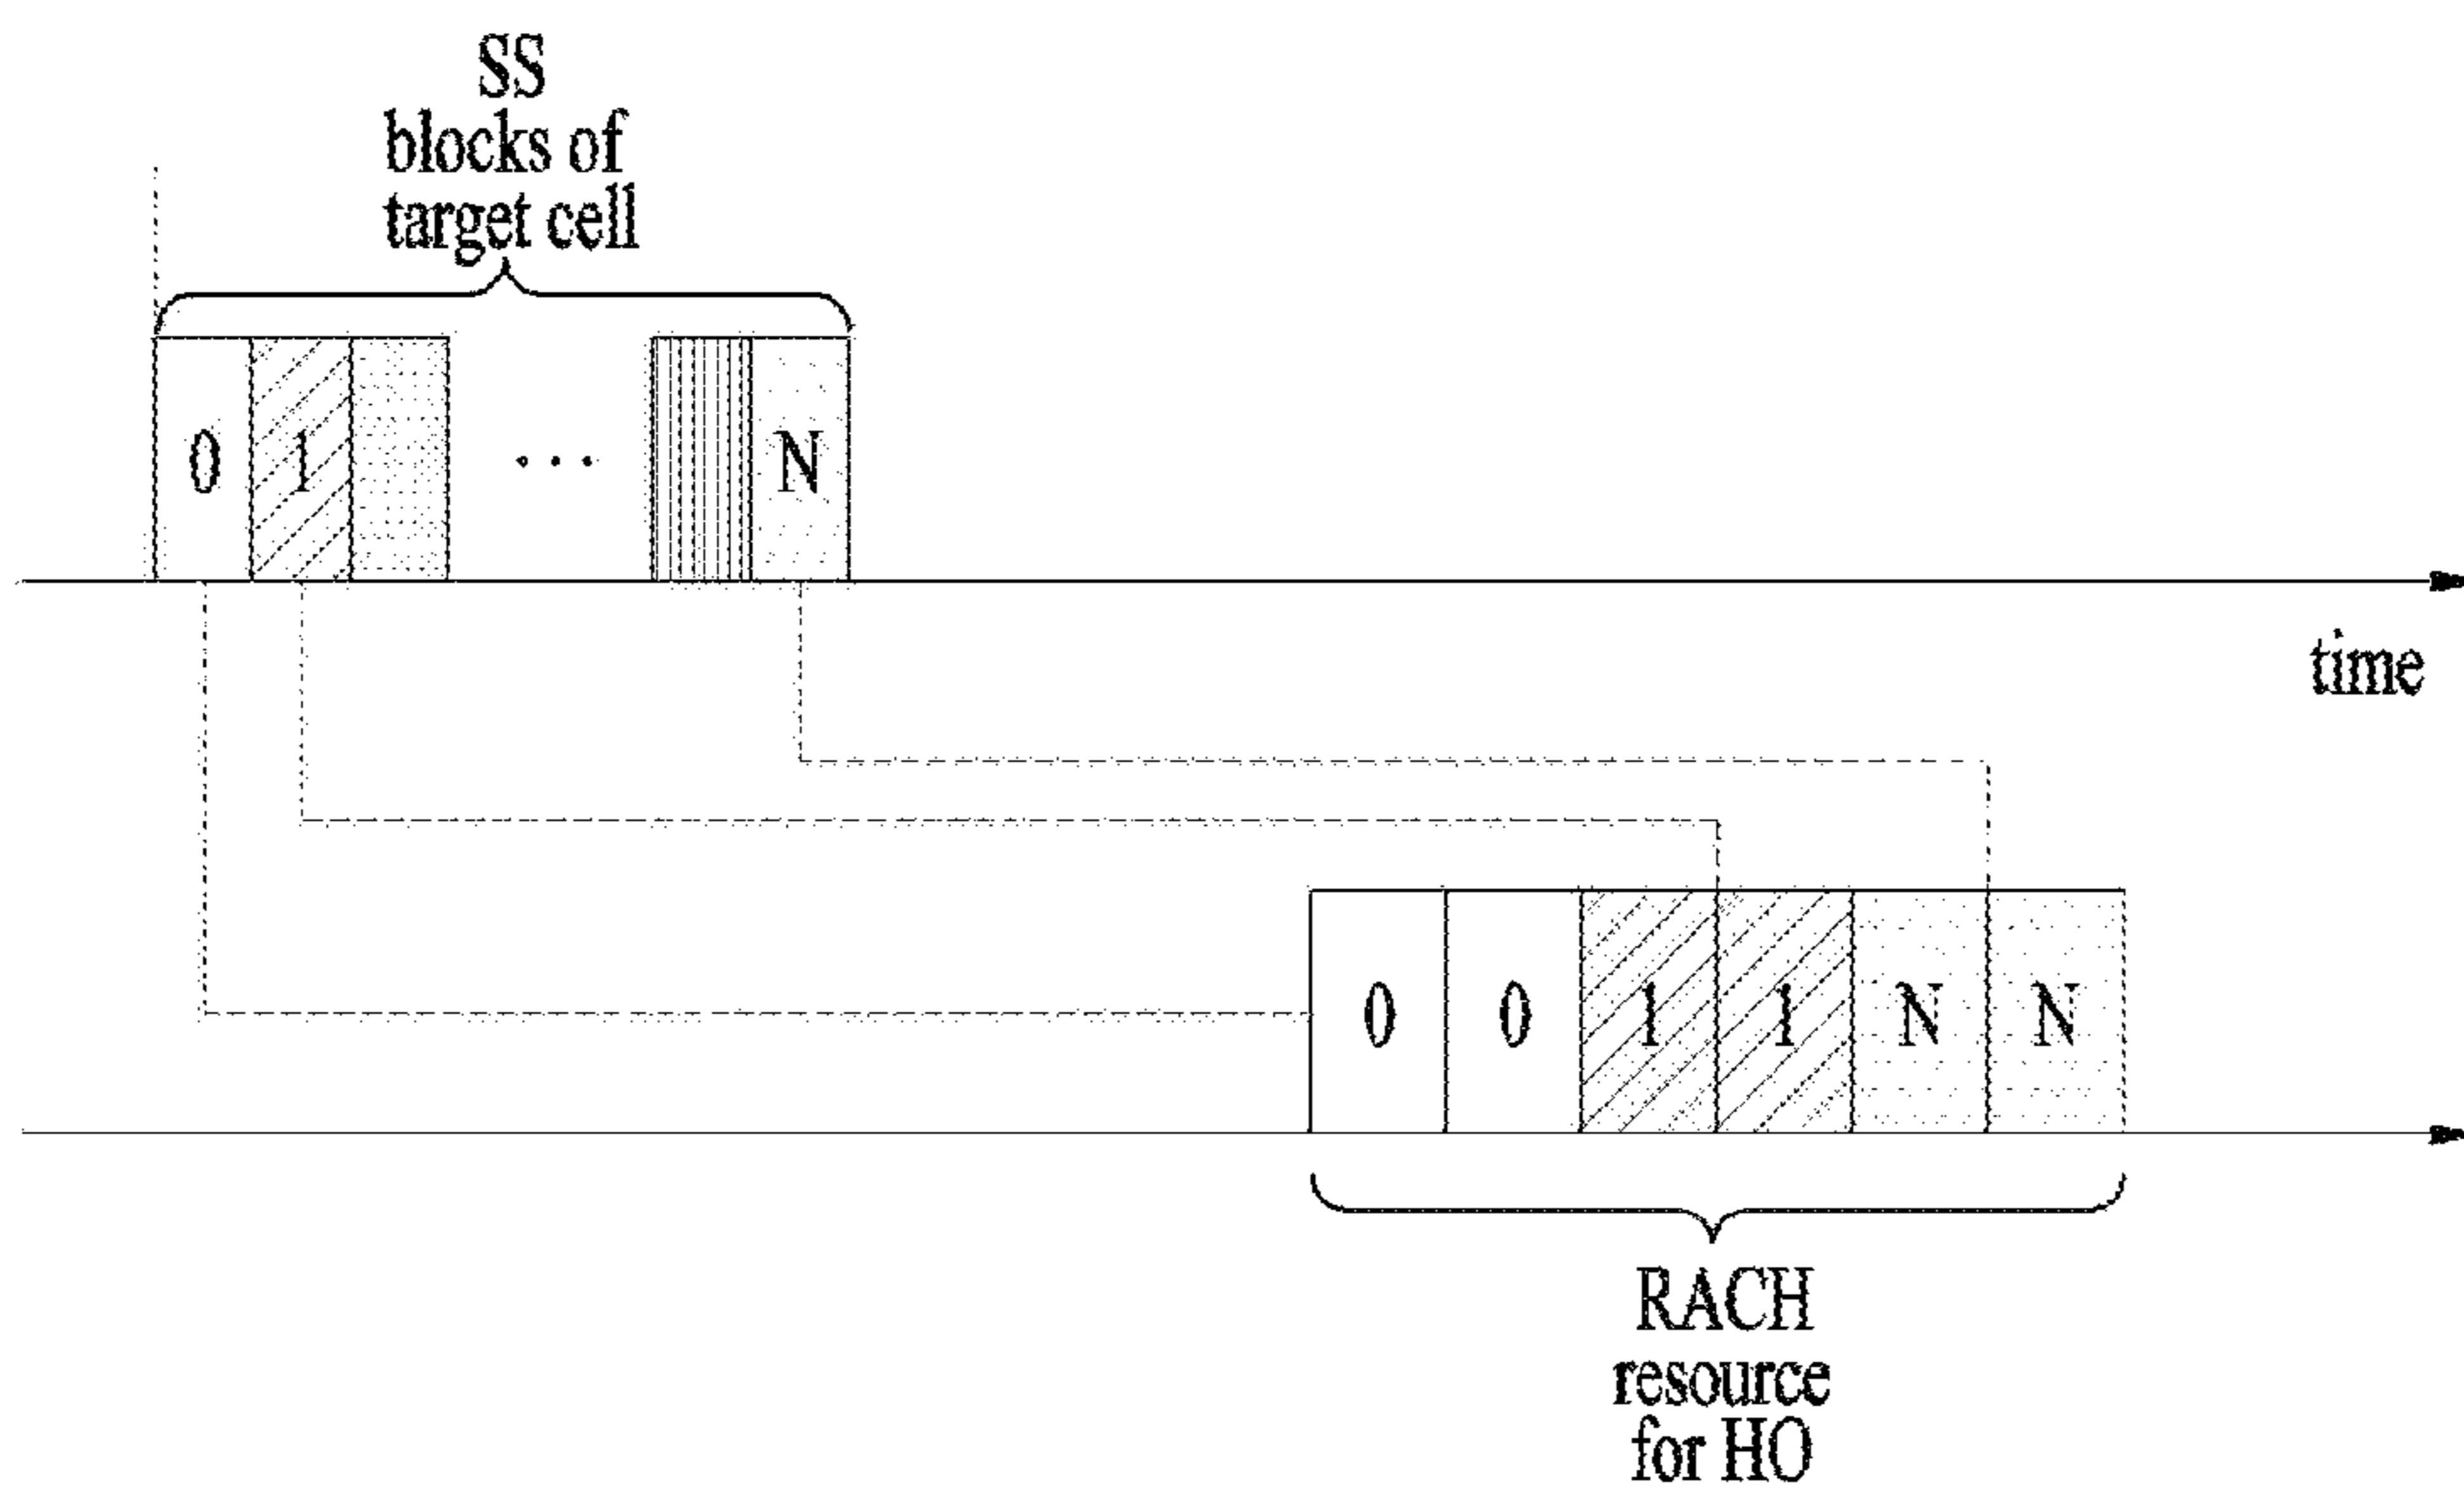 SS
blocks of
target cell
0 1 ... N
time
0 0 1 1 N N
RACH
resource
for HO